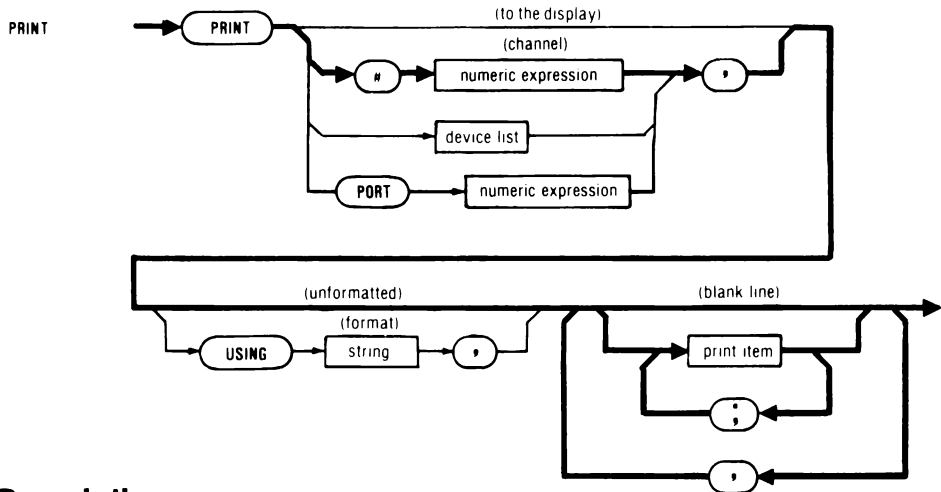 (to the display)
PRINT PRINT
(channel)
# numeric expression ,
device list
PORT numeric expression
(unformatted) (blank line)
(format)
USING string , print item
;
,